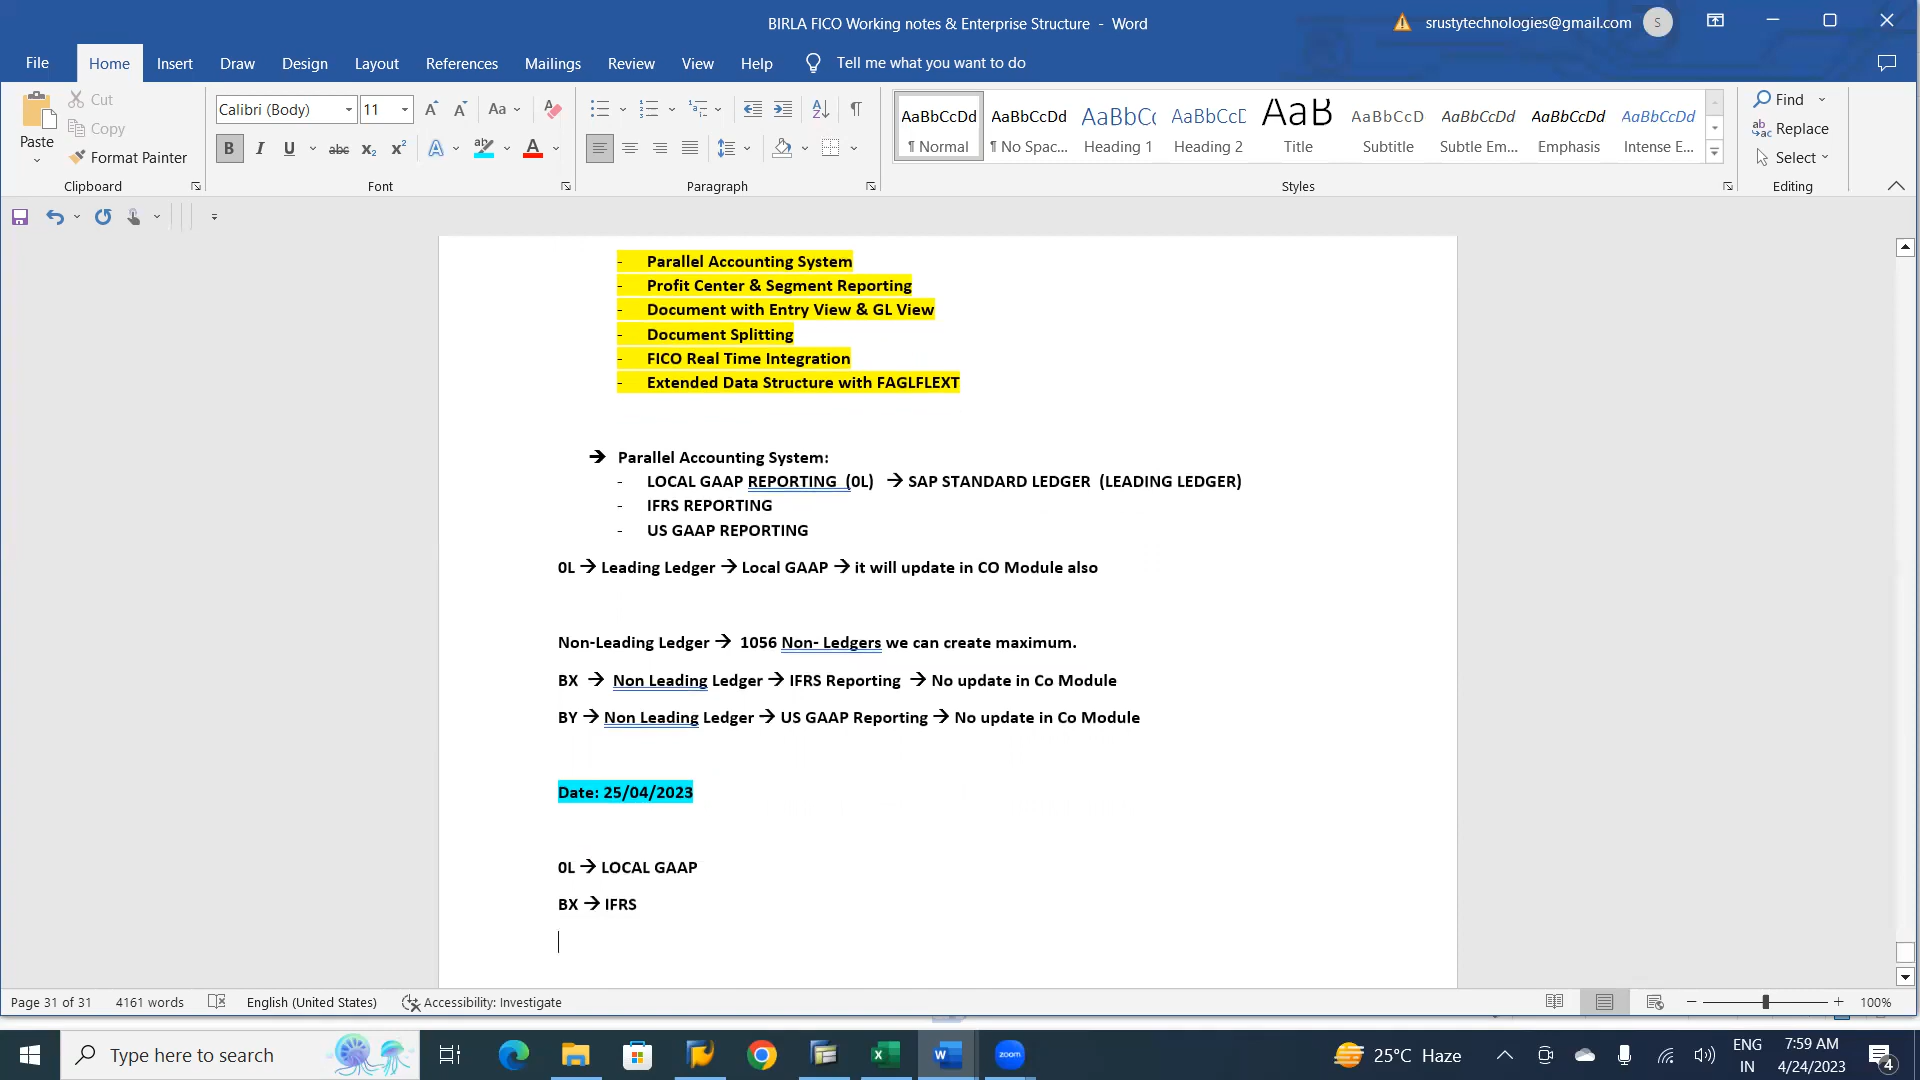 BIRLA FICO Working notes & Enterprise Structure - Word
srustytechnologies@gmail.com S
File Home Insert Draw Design Layout References Mailings Review View Help Tell me what you want to do
Paste
Cut
Copy
Format Painter
Calibri (Body) 11
Clipboard Font Paragraph Styles Editing
AaBbCcDd AaBbCcDd AaBbCc AaBbCcC AaB AaBbCcD AaBbCcDd AaBbCcDd AaBbCcDd
¶ Normal ¶ No Spac... Heading 1 Heading 2 Title Subtitle Subtle Em... Emphasis Intense E...
Find
Replace
Select
- Parallel Accounting System
- Profit Center & Segment Reporting
- Document with Entry View & GL View
- Document Splitting
- FICO Real Time Integration
- Extended Data Structure with FAGLFLEXT
→ Parallel Accounting System:
- LOCAL GAAP REPORTING (0L) → SAP STANDARD LEDGER (LEADING LEDGER)
- IFRS REPORTING
- US GAAP REPORTING
0L → Leading Ledger → Local GAAP → it will update in CO Module also
Non-Leading Ledger → 1056 Non- Ledgers we can create maximum.
BX → Non Leading Ledger → IFRS Reporting → No update in Co Module
BY → Non Leading Ledger → US GAAP Reporting → No update in Co Module
Date: 25/04/2023
0L → LOCAL GAAP
BX → IFRS
Page 31 of 31 4161 words English (United States) Accessibility: Investigate 100%
Type here to search
zoom
25°C Haze
ENG
IN
7:59 AM
4/24/2023
4